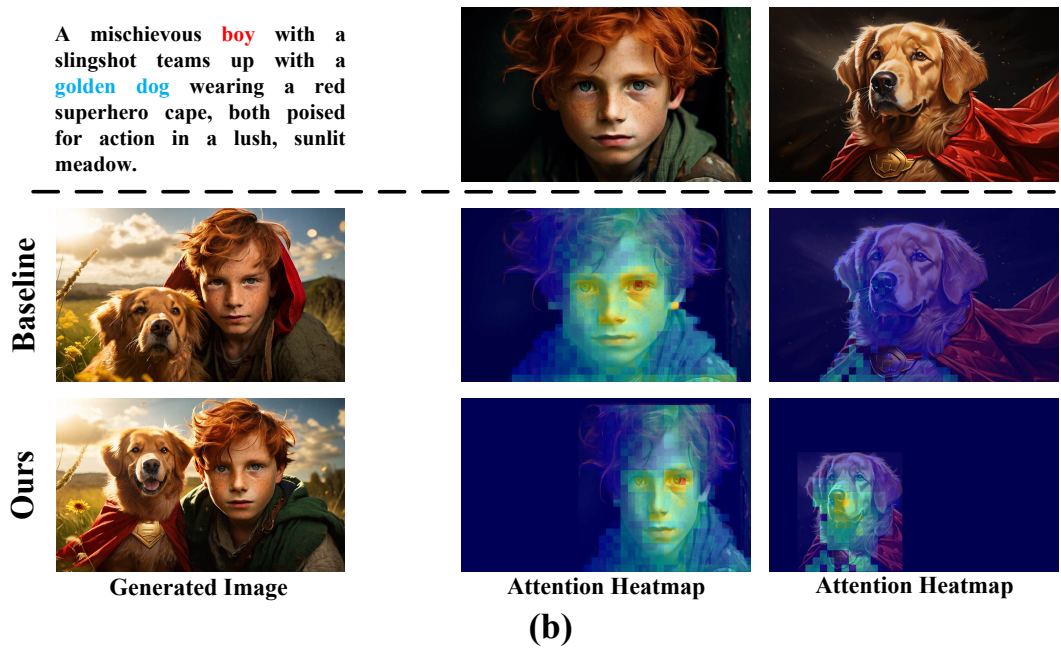 A mischievous boy with a
slingshot teams up with a
golden dog wearing a red
superhero cape, both poised
for action in a lush, sunlit
meadow.
Baseline
Ours
Generated Image
Attention Heatmap
Attention Heatmap
(b)